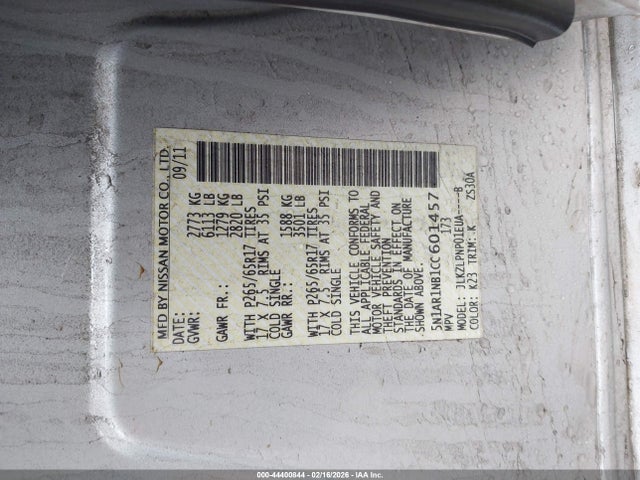 MFD BY NISSAN MOTOR CO., LTD.
DATE: 09/11
GVWR: 2773 KG
6113 LB
GAWR FR.: 1279 KG
2820 LB
WITH P265/65R17 TIRES
17 X 7.5 RIMS AT 35 PSI
COLD SINGLE
GAWR RR.: 1588 KG
3501 LB
WITH P265/65R17 TIRES
17 X 7.5 RIMS AT 35 PSI
COLD SINGLE
THIS VEHICLE CONFORMS TO
ALL APPLICABLE FEDERAL
MOTOR VEHICLE SAFETY AND
THEFT PREVENTION
STANDARDS IN EFFECT ON
THE DATE OF MANUFACTURE
SHOWN ABOVE.
5N1AR1NB1CC601457
MPV 173
MODEL: JLKZLPNP01EUA-----B
COLOR: K23 TRIM: K ZS30A
000-44400844 | 02/16/2026 - IAA Inc.